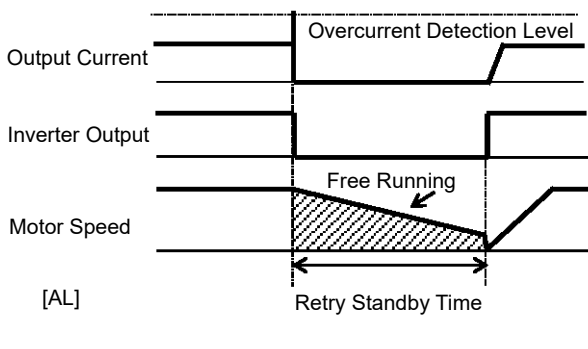 Overcurrent Detection Level
Output Current
Inverter Output
Free Running
Motor Speed
[AL]
Retry Standby Time